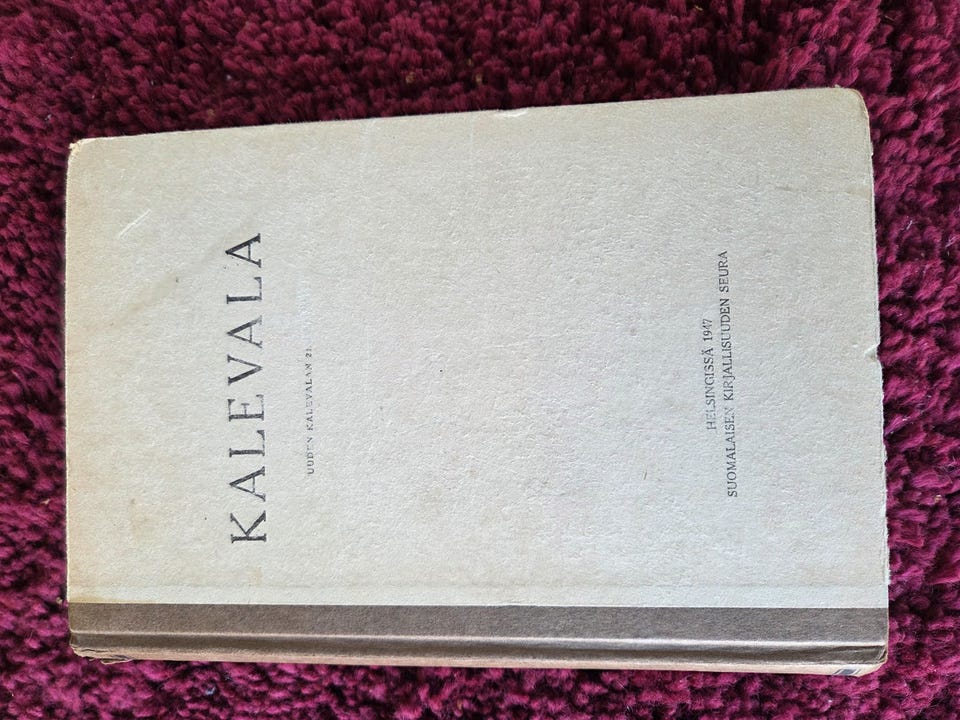 KALEVALA
UUDEN KALEVALAN 21.
HELSINGISSÄ 1947
SUOMALAISEN KIRJALLISUUDEN SEURA